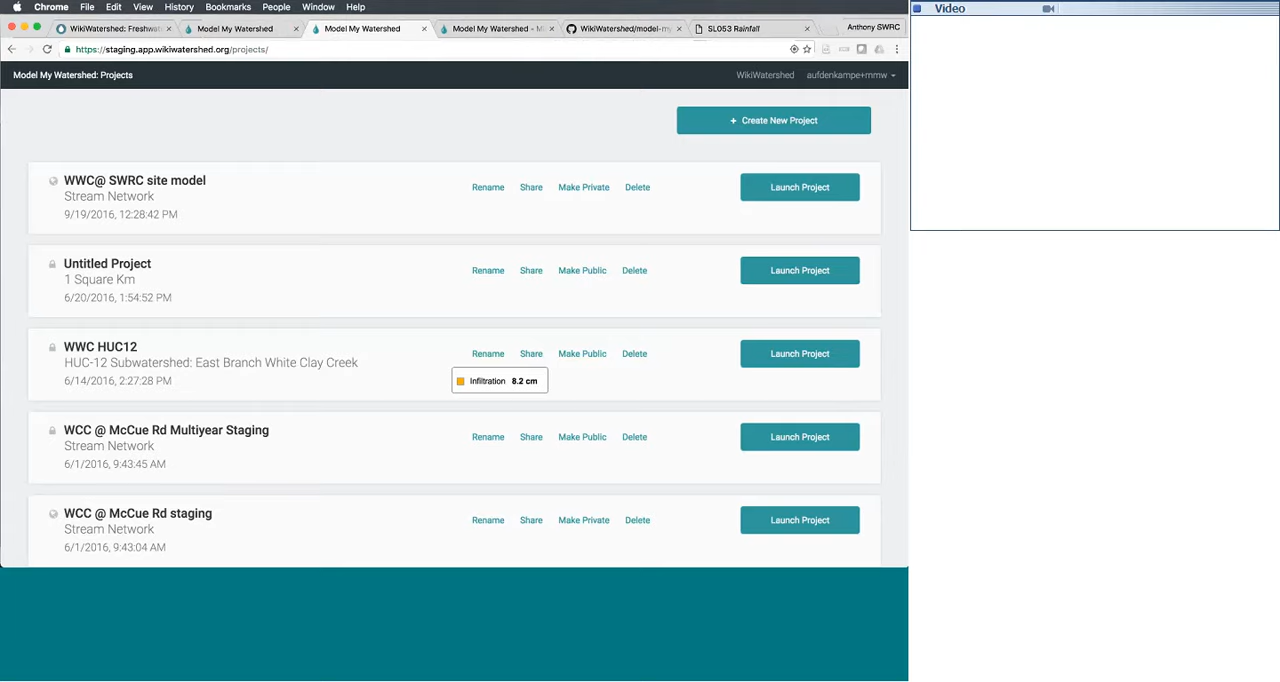 Chrome File Edit View History Bookmarks People Window Help
Video
WikiWatershed: Freshwat
Model My Watershed
Model My Watershed
Model My Watershed - M
WikiWatershed/model-my
SL053 Rainfall
Anthony SWRC
https://staging.app.wikiwatershed.org/projects/
Model My Watershed: Projects
WikiWatershed
aufdenkampe+mmw
+ Create New Project
WWC@ SWRC site model
Stream Network
9/19/2016, 12:28:42 PM
Rename Share Make Private Delete
Launch Project
Untitled Project
1 Square Km
6/20/2016, 1:54:52 PM
Rename Share Make Public Delete
Launch Project
WWC HUC12
HUC-12 Subwatershed: East Branch White Clay Creek
6/14/2016, 2:27:28 PM
Rename Share Make Public Delete
Launch Project
Infiltration 8.2 cm
WCC @ McCue Rd Multiyear Staging
Stream Network
6/1/2016, 9:43:45 AM
Rename Share Make Public Delete
Launch Project
WCC @ McCue Rd staging
Stream Network
6/1/2016, 9:43:04 AM
Rename Share Make Private Delete
Launch Project